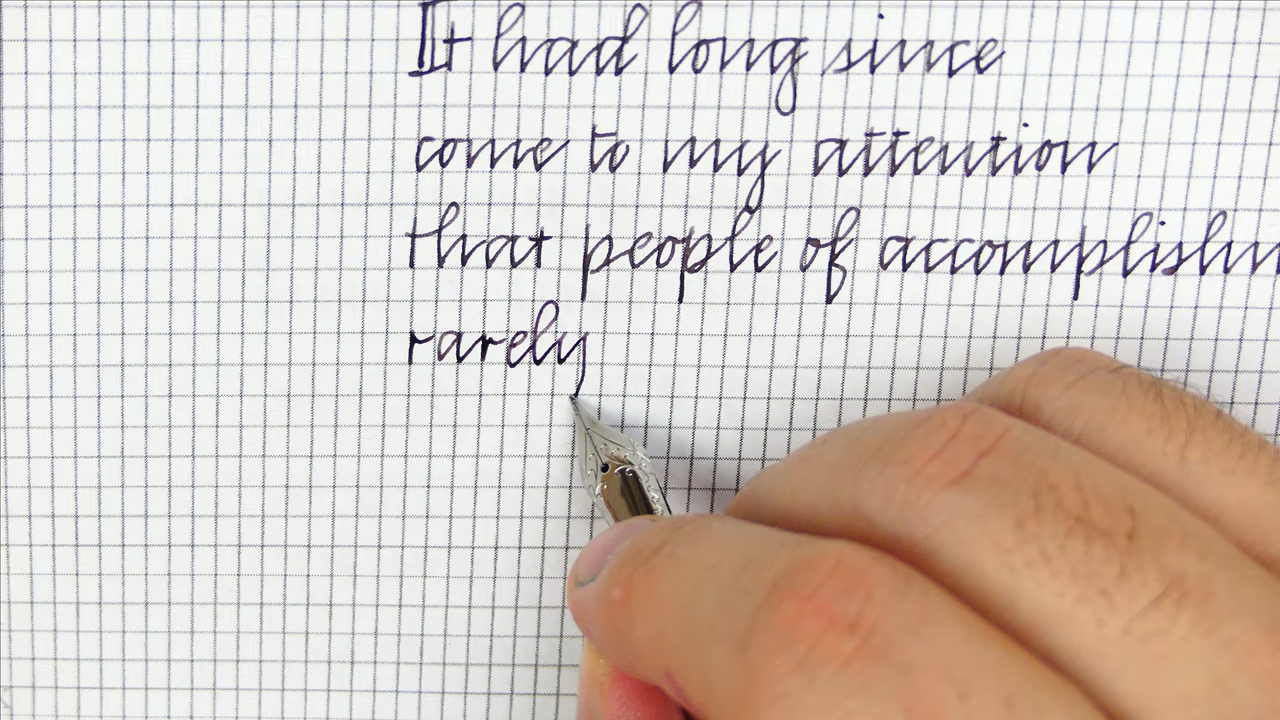 It had long since
come to my attention
that people of accomplishm
rarely